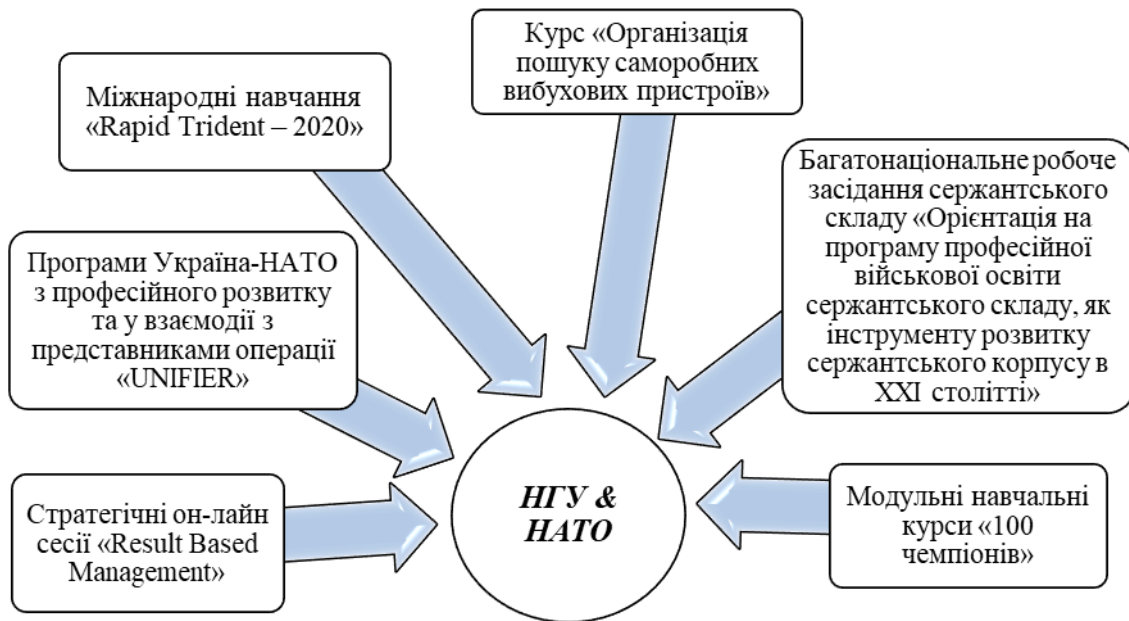 Курс «Організація
пошуку саморобних
вибухових пристроїв»
Міжнародні навчання
«Rapid Trident – 2020»
Багатонаціональне робоче
засідання сержантського
складу «Орієнтація на
програму професійної
військової освіти
сержантського складу, як
інструменту розвитку
сержантського корпусу в
XXI столітті»
Програми Україна-НАТО
з професійного розвитку
та у взаємодії з
представниками операції
«UNIFIER»
НГУ &
НАТО
Стратегічні он-лайн
сесії «Result Based
Management»
Модульні навчальні
курси «100
чемпіонів»